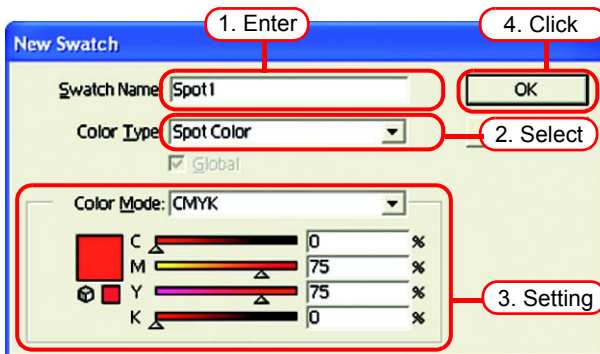 1. Enter
4. Click
New Swatch
Swatch Name: Spot1
OK
Color Type: Spot Color
2. Select
Global
Color Mode: CMYK
C 0 %
M 75 %
Y 75 %
K 0 %
3. Setting